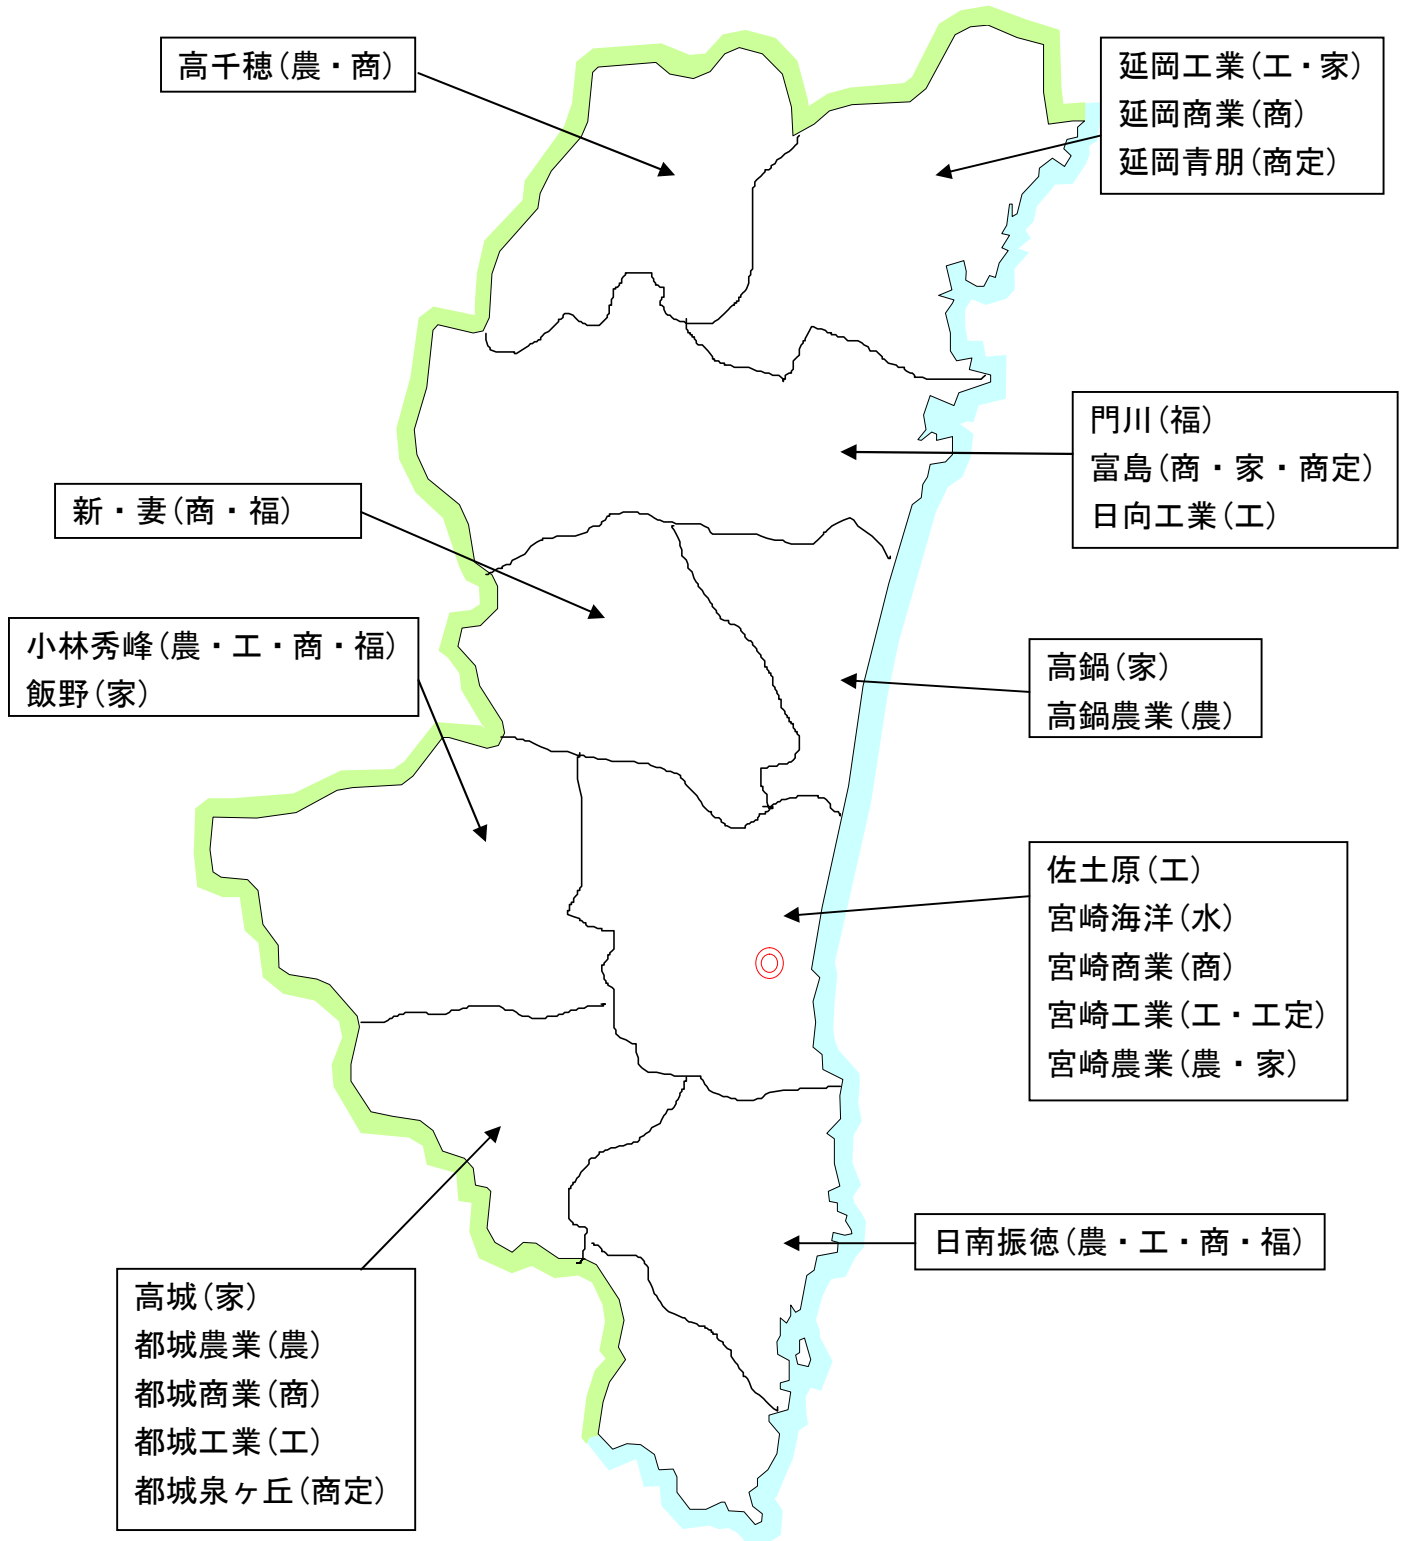 高千穂(農・商)
延岡工業(工・家)
延岡商業(商)
延岡青朋(商定)
門川(福)
富島(商・家・商定)
日向工業(工)
新・妻(商・福)
小林秀峰(農・工・商・福)
飯野(家)
高鍋(家)
高鍋農業(農)
佐土原(工)
宮崎海洋(水)
宮崎商業(商)
宮崎工業(工・工定)
宮崎農業(農・家)
日南振徳(農・工・商・福)
高城(家)
都城農業(農)
都城商業(商)
都城工業(工)
都城泉ヶ丘(商定)